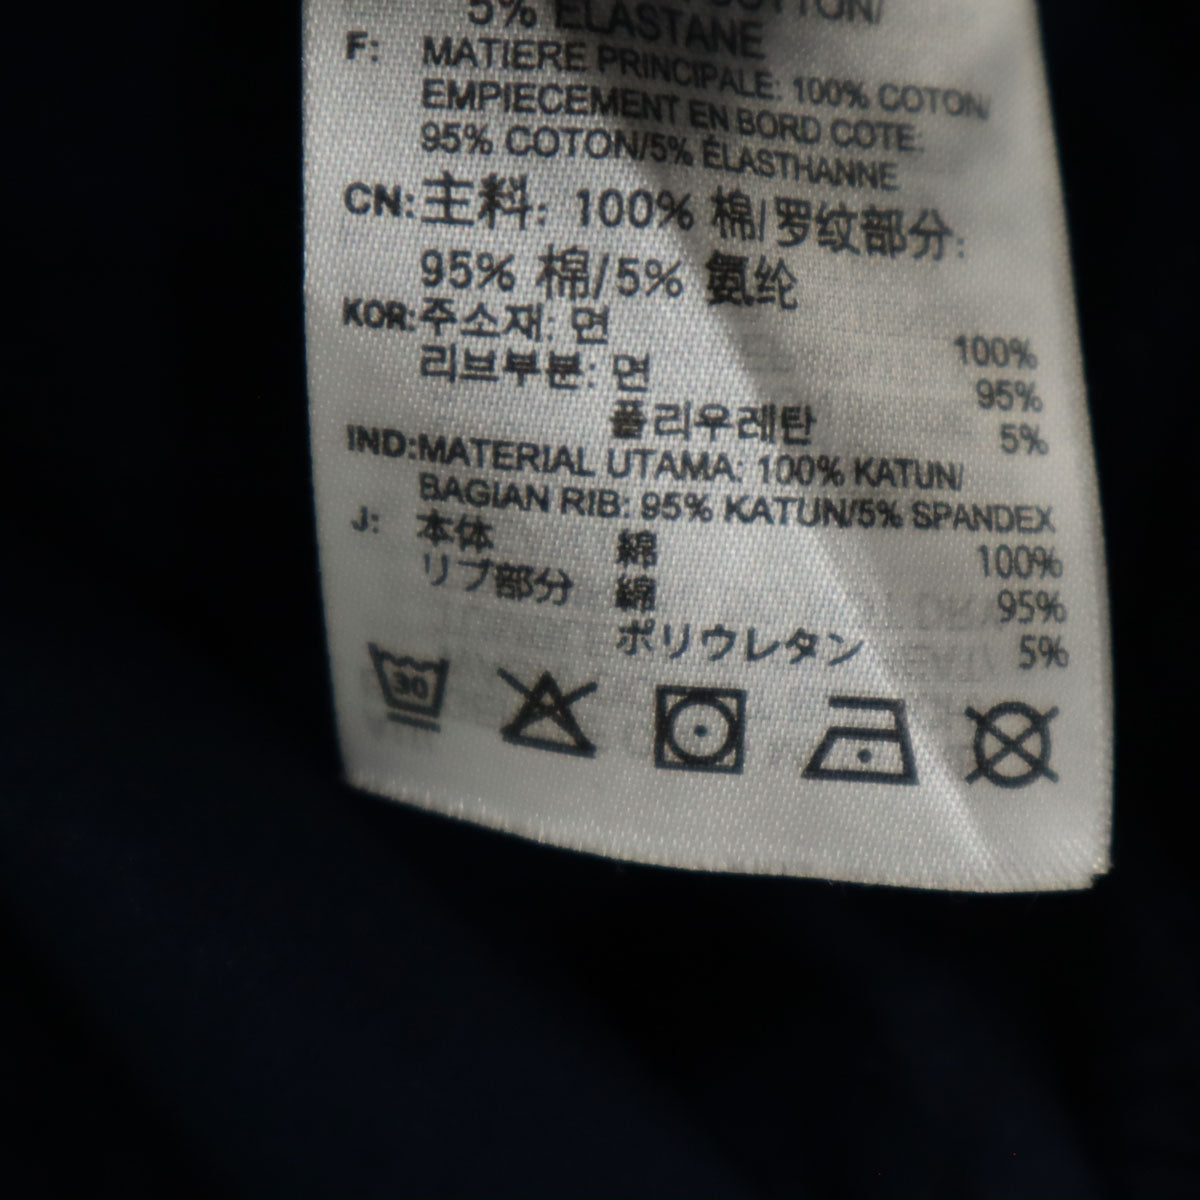 COTTON/
5% ELASTANE
F: MATIERE PRINCIPALE: 100% COTON/
EMPIECEMENT EN BORD COTE:
95% COTON/5% ÉLASTHANNE
CN: 主料: 100% 棉/罗纹部分:
95% 棉/5% 氨纶
KOR: 주소재: 면 100%
리브부분: 면 95%
폴리우레탄 5%
IND: MATERIAL UTAMA: 100% KATUN/
BAGIAN RIB: 95% KATUN/5% SPANDEX
J: 本体 綿 100%
リブ部分 綿 95%
ポリウレタン 5%
30